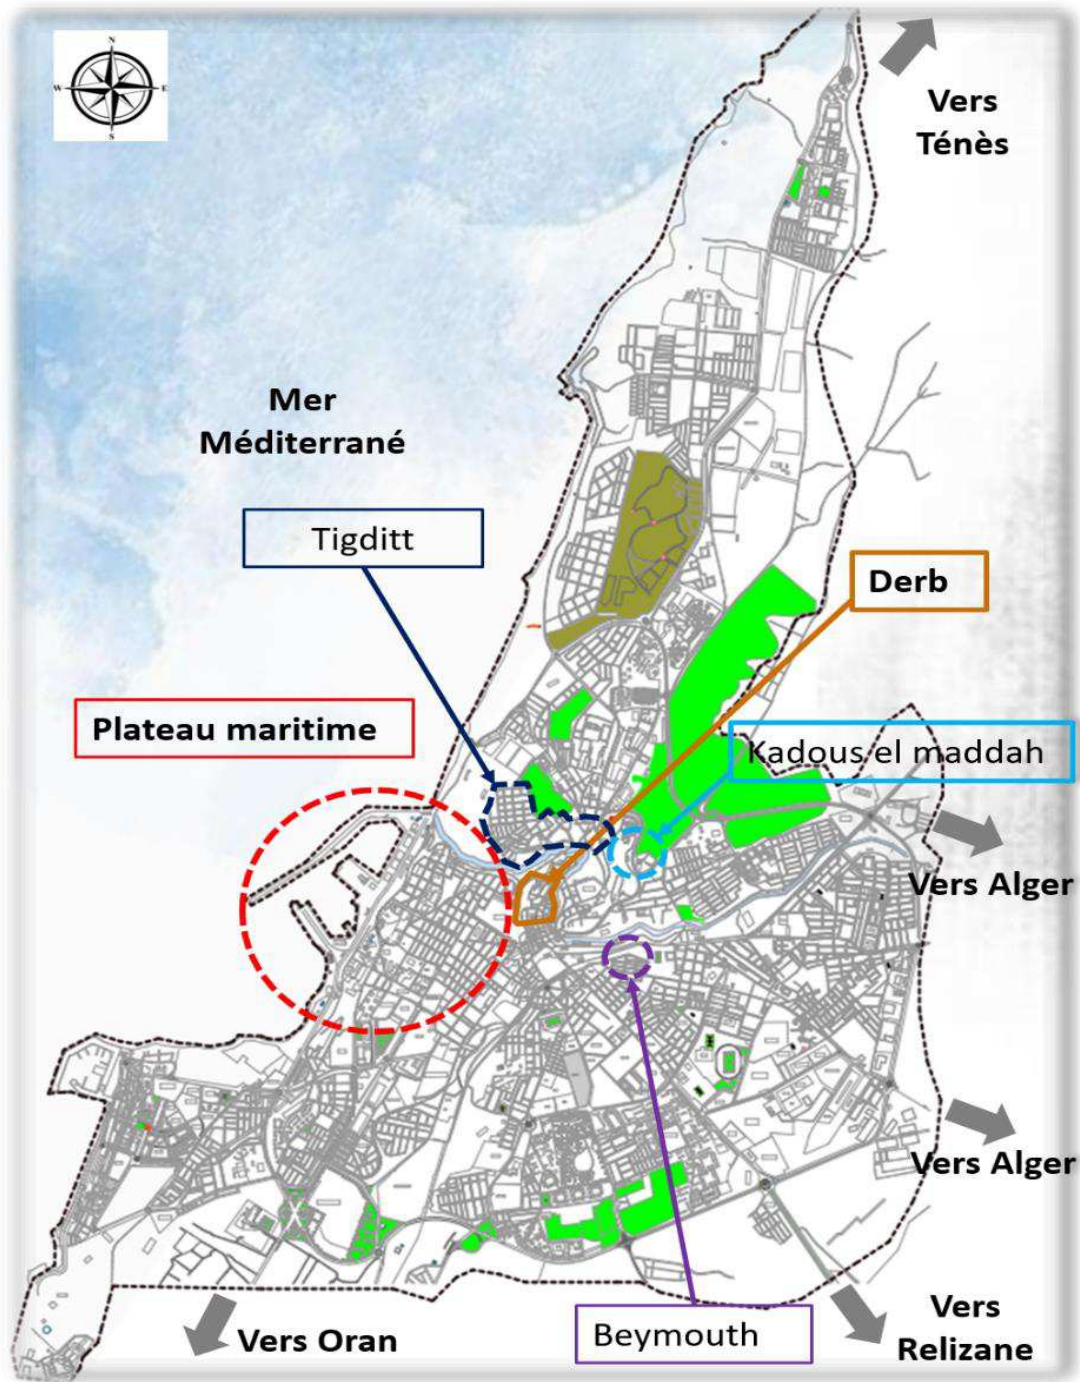 N
W
E
S
Vers
Ténès
Mer
Méditerrané
Tigditt
Derb
Plateau maritime
Kadous el maddah
Vers Alger
Vers Alger
Beymouth
Vers
Relizane
Vers Oran